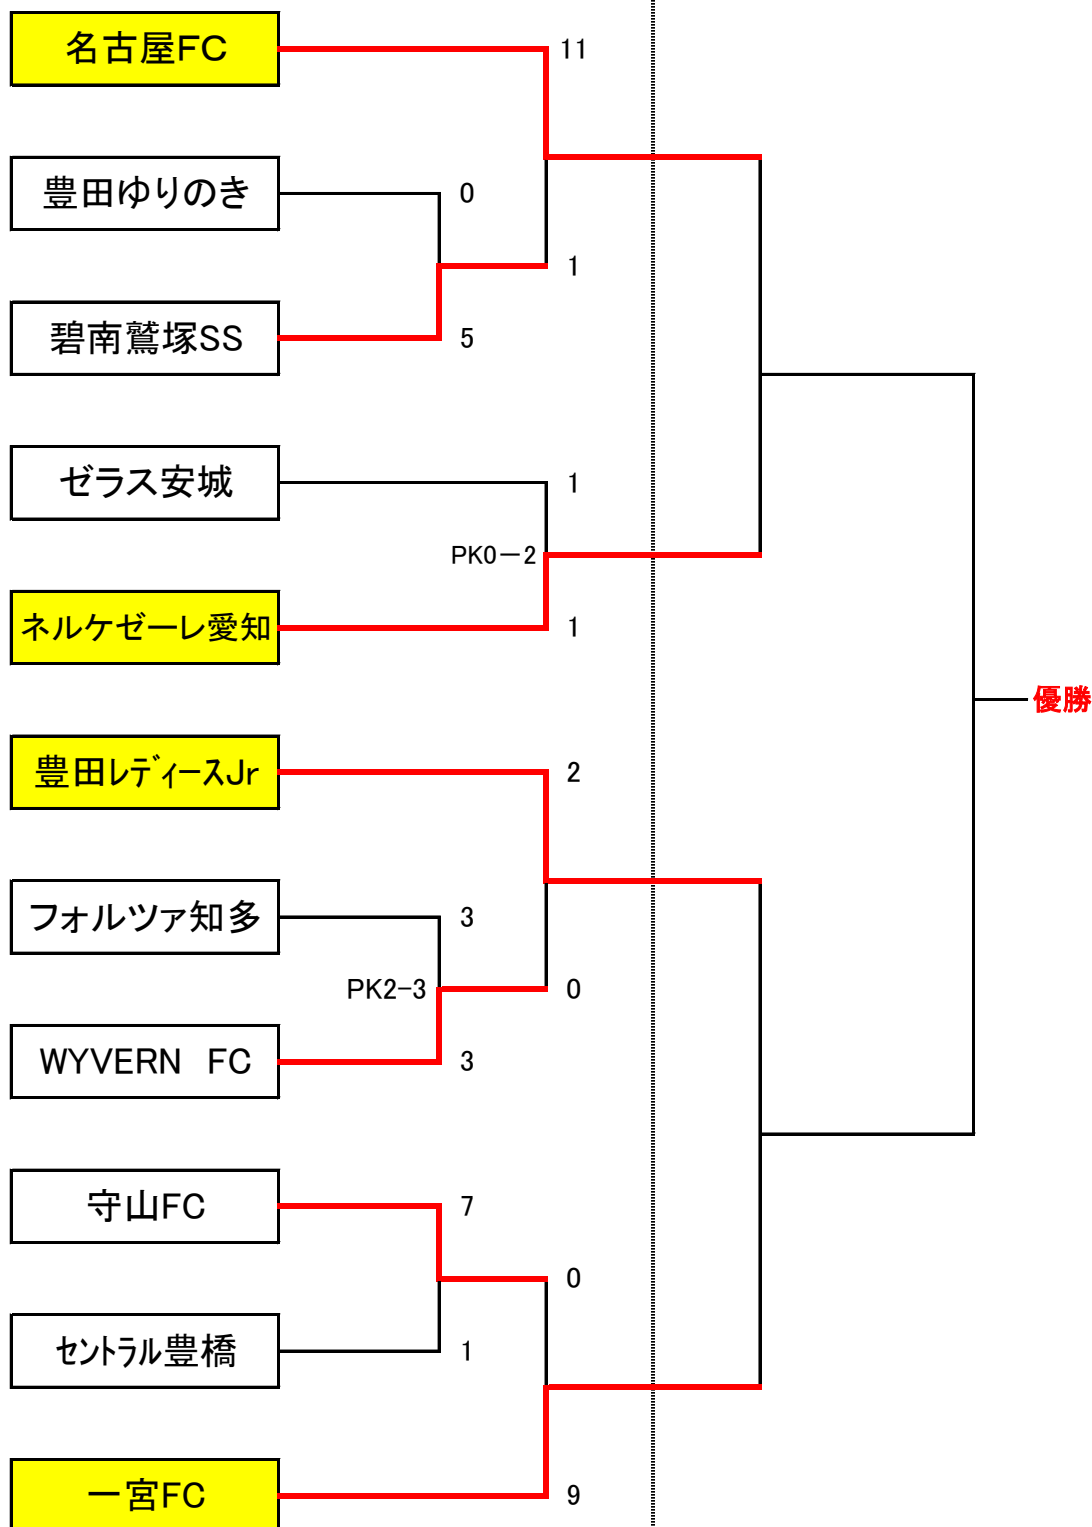 名古屋FC
11
豊田ゆりのき
0
1
碧南鷲塚SS
5
ゼラス安城
1
PK0－2
ネルケゼーレ愛知
1
優勝
豊田ﾚﾃﾞｨｰｽJr
2
フォルツァ知多
3
PK2-3
0
WYVERN　FC
3
守山FC
7
0
ｾﾝﾄﾗﾙ豊橋
1
一宮FC
9